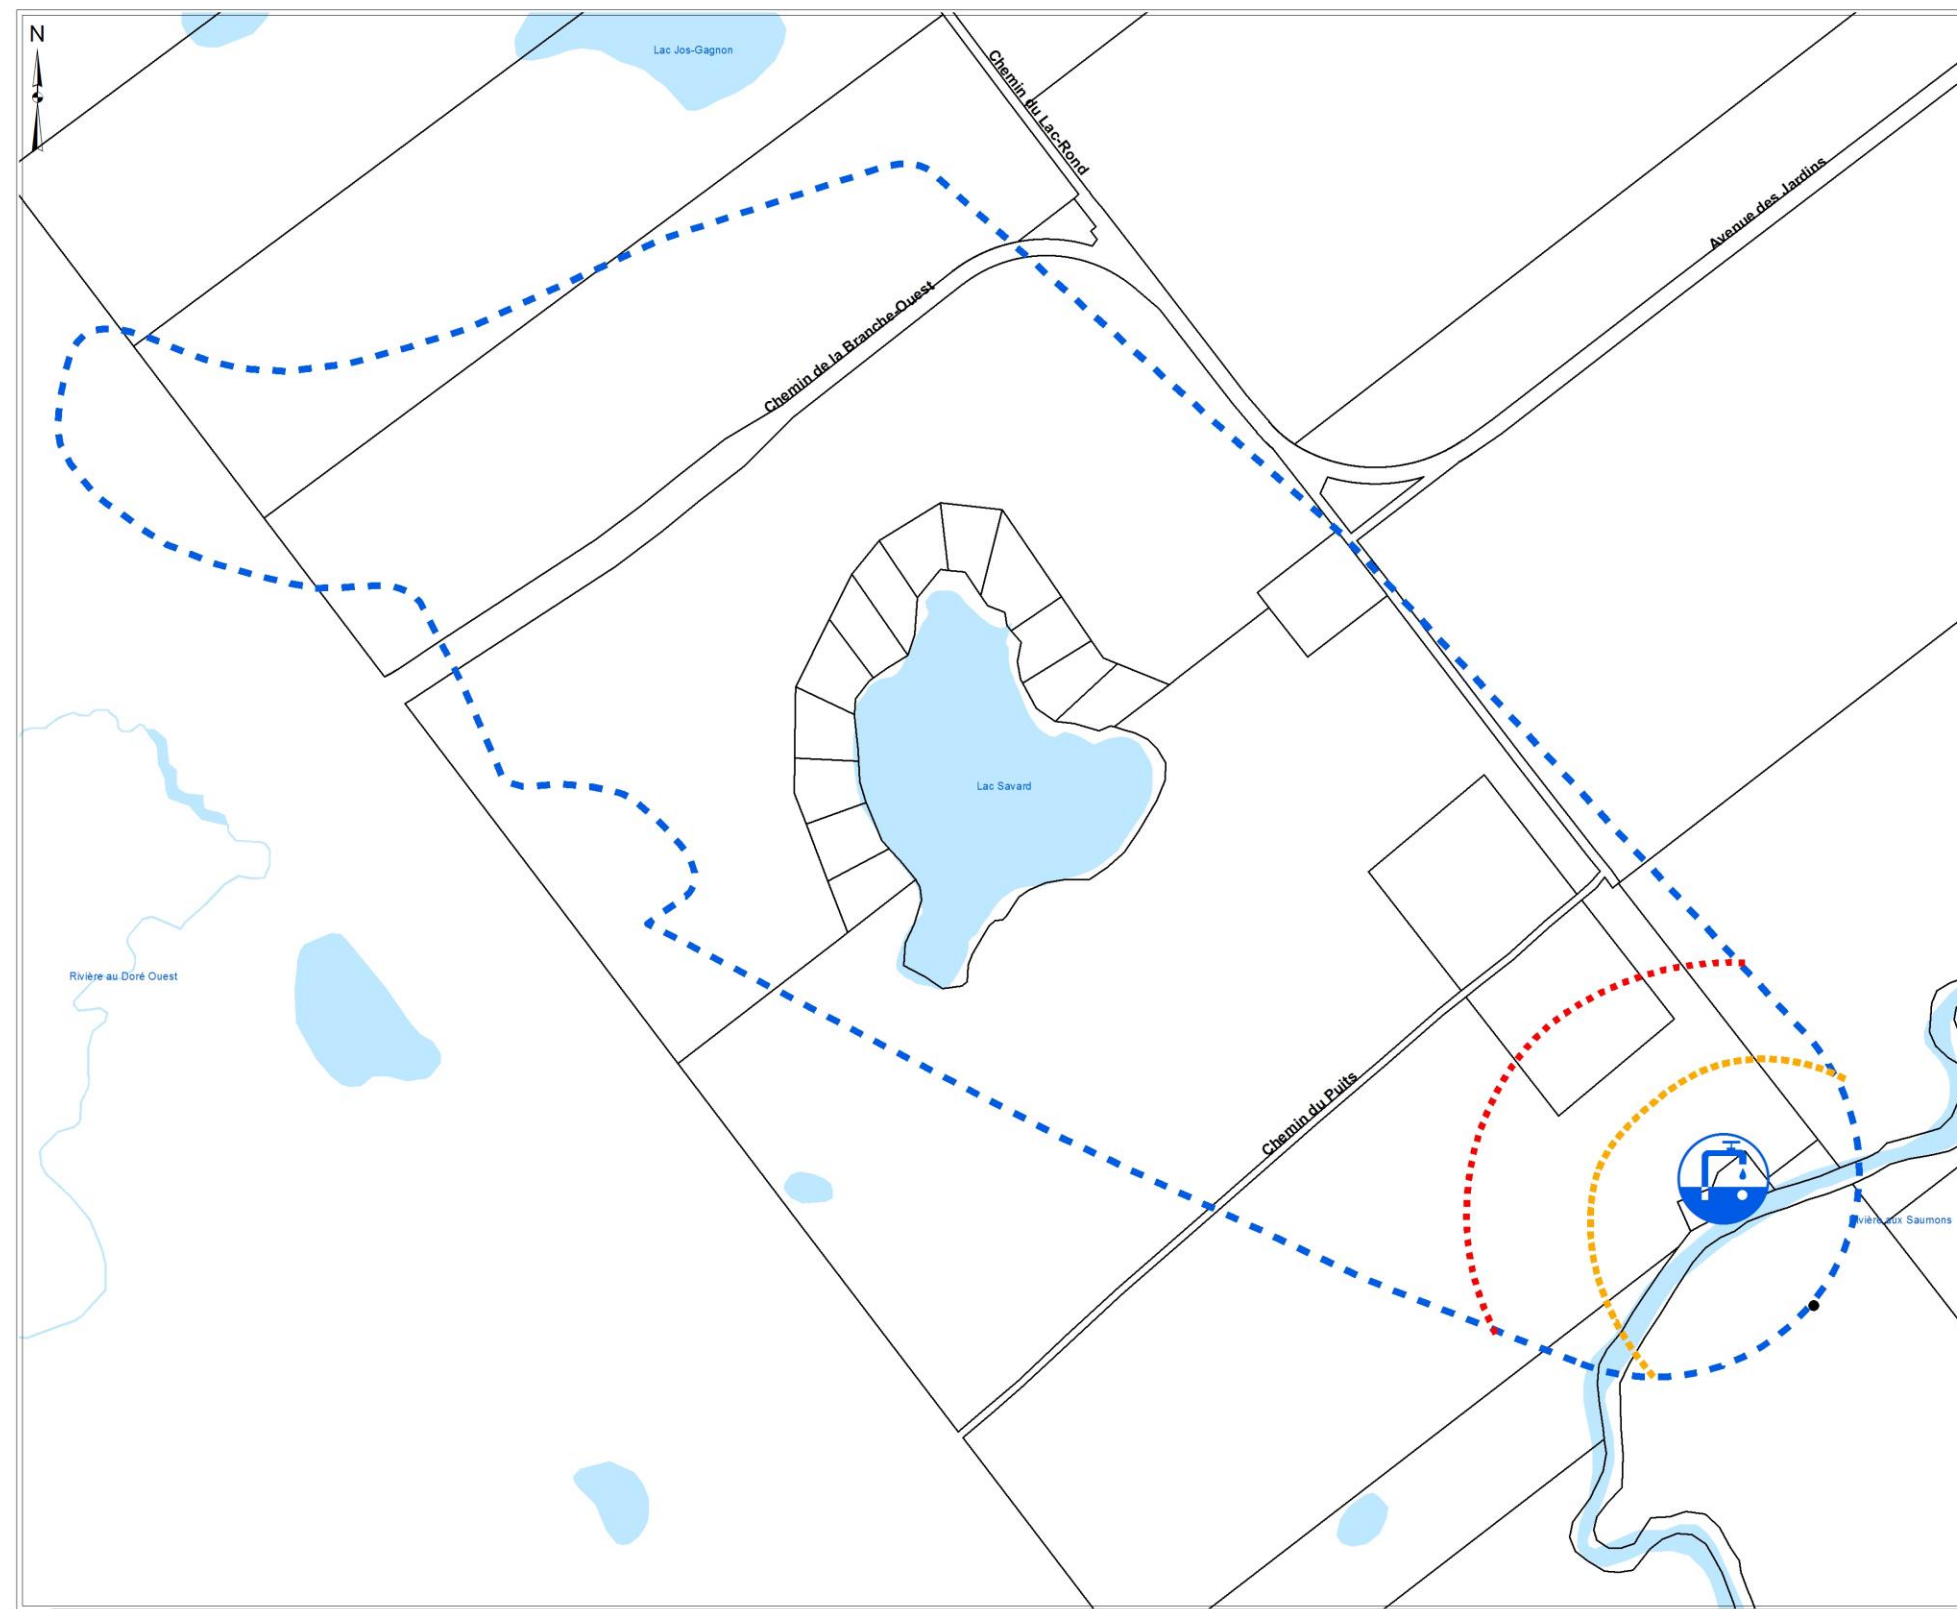 N
Lac Jos-Gagnon
Chemin du Lac-Rond
Avenue des Jardins
Chemin de la Branche-Ouest
Lac Savard
Rivière au Doré Ouest
Chemin du Puits
Rivière aux Saumons